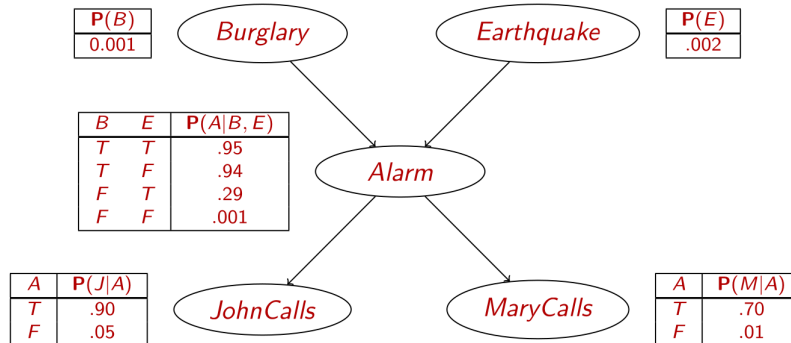 P(B)
0.001
Burglary
Earthquake
P(E)
.002
B E P(A|B, E)
T T .95
T F .94
F T .29
F F .001
Alarm
A P(J|A)
T .90
F .05
JohnCalls
MaryCalls
A P(M|A)
T .70
F .01